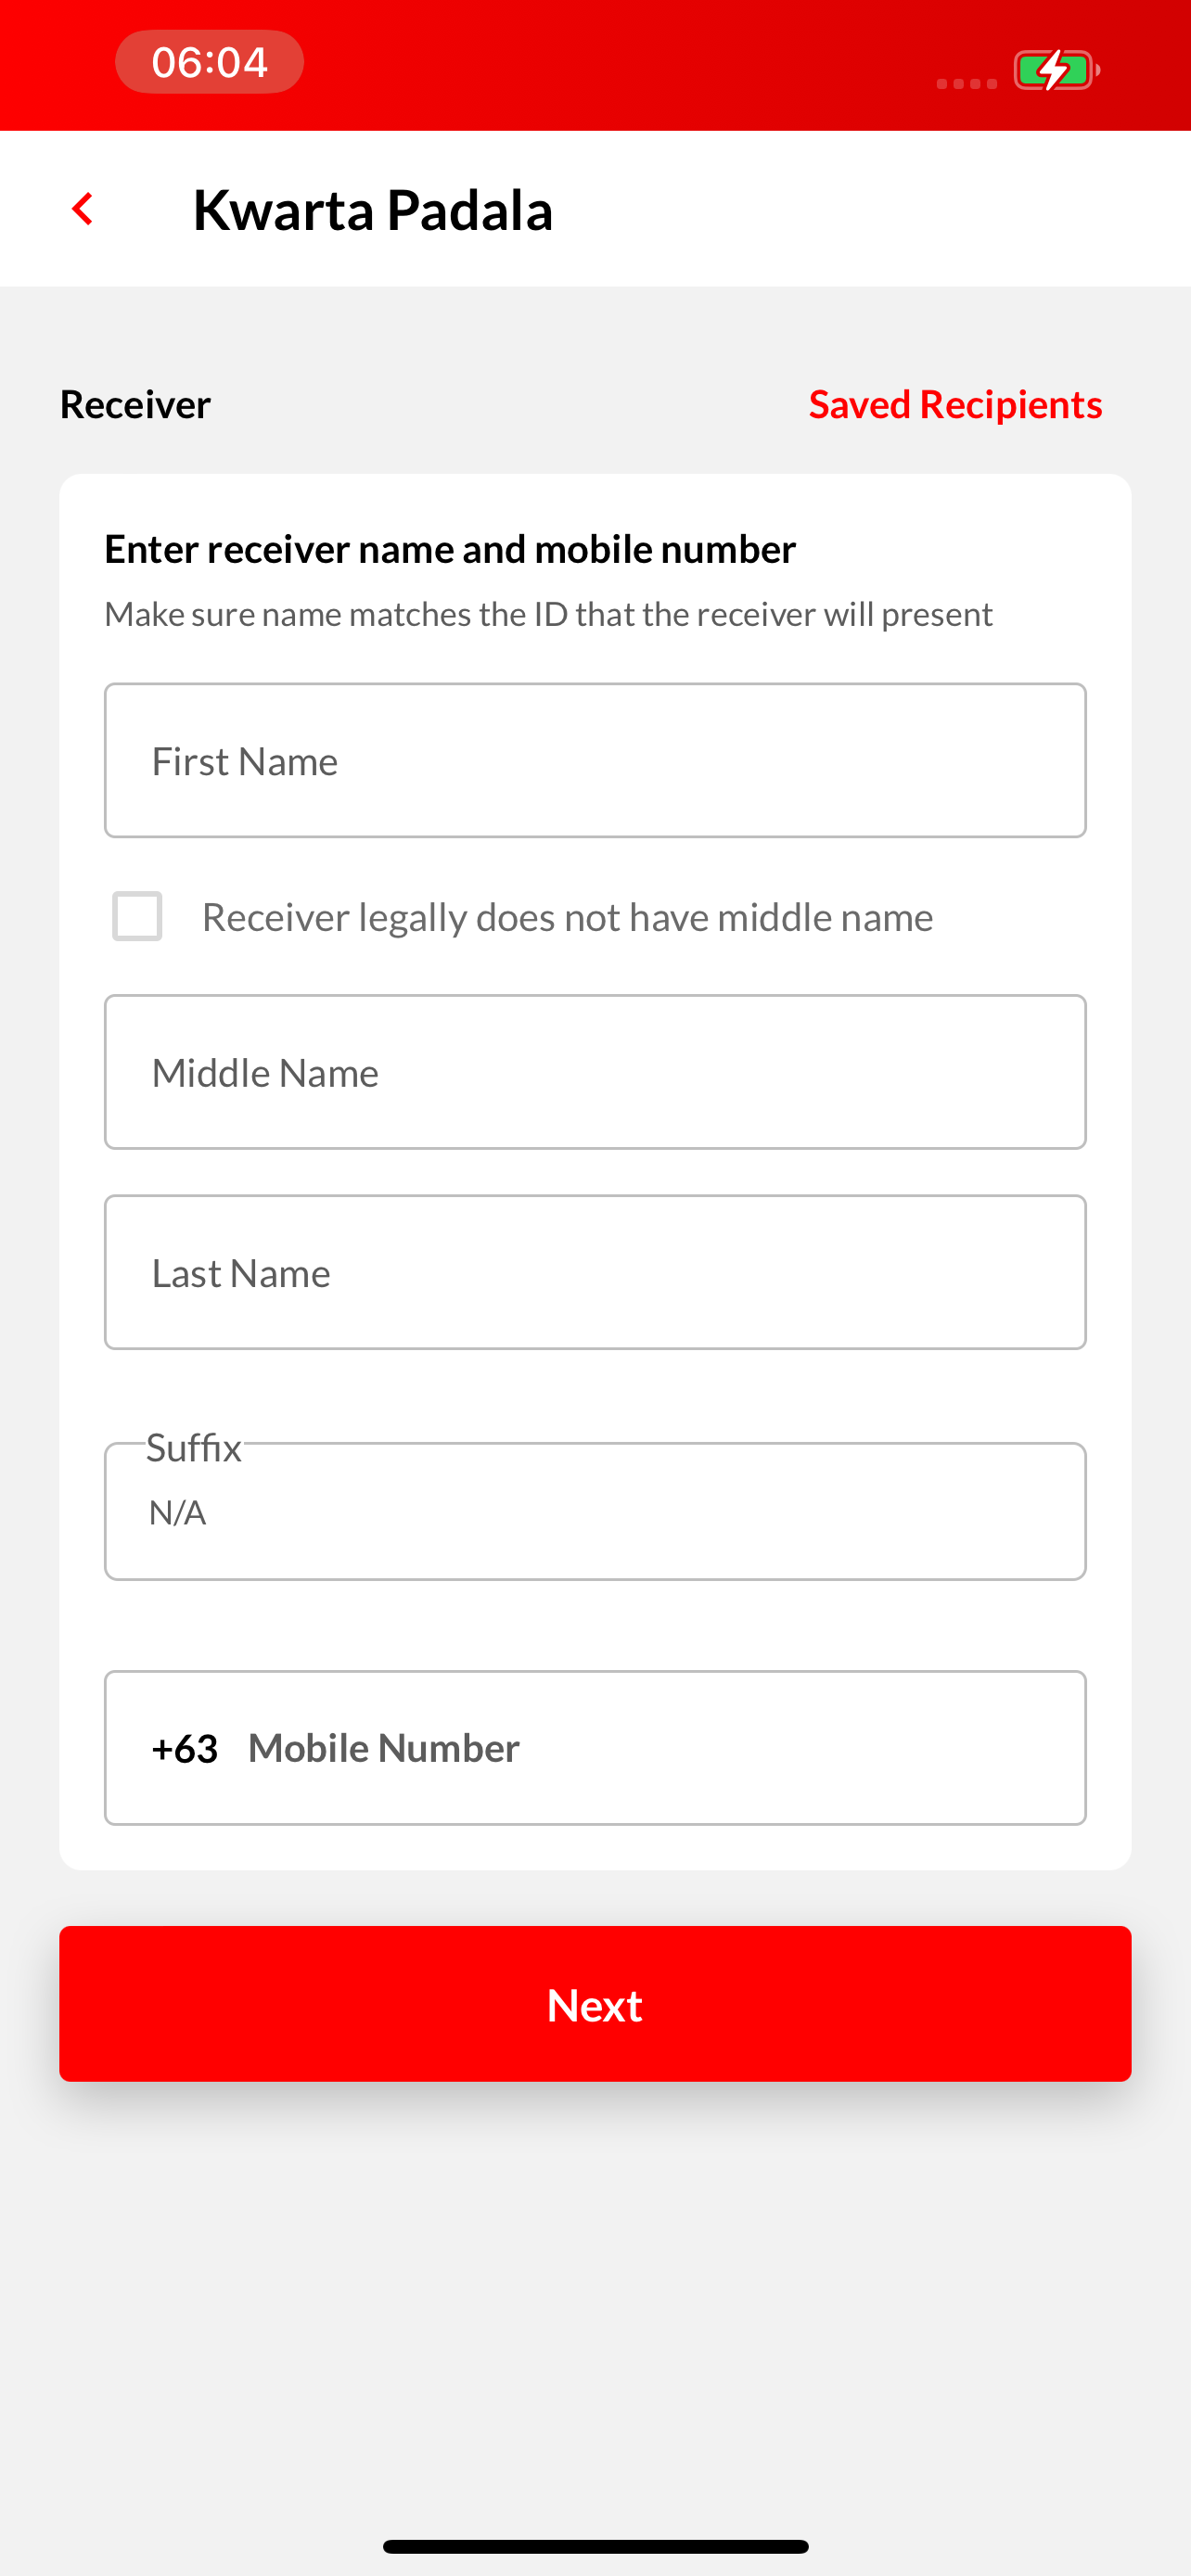 06:04
Kwarta Padala
Receiver
Saved Recipients
Enter receiver name and mobile number
Make sure name matches the ID that the receiver will present
First Name
Receiver legally does not have middle name
Middle Name
Last Name
Suffix
N/A
+63 Mobile Number
Next